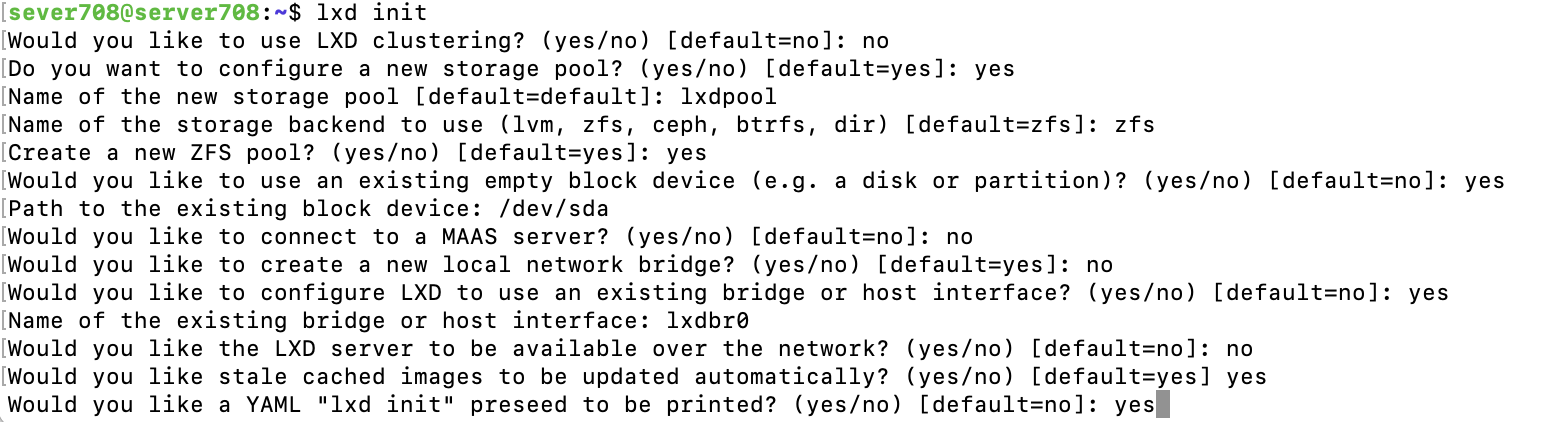 [sever708@server708:~$ lxd init
[Would you like to use LXD clustering? (yes/no) [default=no]: no
[Do you want to configure a new storage pool? (yes/no) [default=yes]: yes
[Name of the new storage pool [default=default]: lxdpool
[Name of the storage backend to use (lvm, zfs, ceph, btrfs, dir) [default=zfs]: zfs
[Create a new ZFS pool? (yes/no) [default=yes]: yes
[Would you like to use an existing empty block device (e.g. a disk or partition)? (yes/no) [default=no]: yes
[Path to the existing block device: /dev/sda
[Would you like to connect to a MAAS server? (yes/no) [default=no]: no
[Would you like to create a new local network bridge? (yes/no) [default=yes]: no
[Would you like to configure LXD to use an existing bridge or host interface? (yes/no) [default=no]: yes
[Name of the existing bridge or host interface: lxdbr0
[Would you like the LXD server to be available over the network? (yes/no) [default=no]: no
[Would you like stale cached images to be updated automatically? (yes/no) [default=yes] yes
Would you like a YAML "lxd init" preseed to be printed? (yes/no) [default=no]: yes